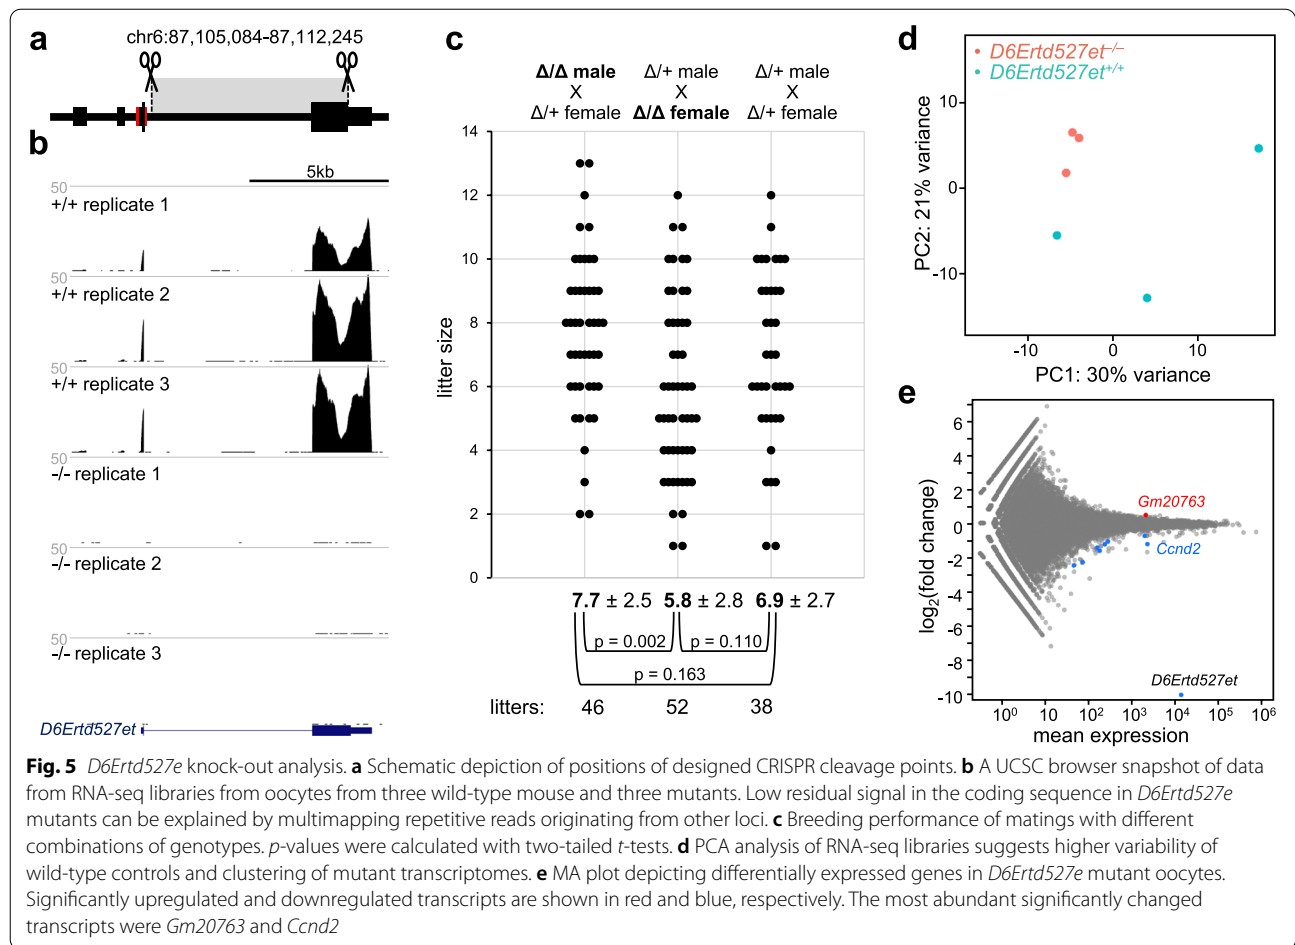 a
chr6:87,105,084-87,112,245
b
5kb
50
+/+ replicate 1
50
+/+ replicate 2
50
+/+ replicate 3
50
-/- replicate 1
50
-/- replicate 2
50
-/- replicate 3
D6Ertd527et
c
Δ/Δ male
X
Δ/+ female
Δ/+ male
X
Δ/Δ female
Δ/+ male
X
Δ/+ female
litter size
14
12
10
8
6
4
2
0
7.7 ± 2.5
5.8 ± 2.8
6.9 ± 2.7
p = 0.002
p = 0.110
p = 0.163
litters:
46
52
38
d
D6Ertd527et–/–
D6Ertd527et+/+
PC2: 21% variance
10
0
-10
-10
0
10
PC1: 30% variance
e
log2(fold change)
6
4
2
0
-2
-4
-6
-8
-10
Gm20763
Ccnd2
D6Ertd527et
10⁰
10
10²
10³
10⁴
10⁵
10⁶
mean expression
Fig. 5 D6Ertd527e knock-out analysis. a Schematic depiction of positions of designed CRISPR cleavage points. b A UCSC browser snapshot of data
from RNA-seq libraries from oocytes from three wild-type mouse and three mutants. Low residual signal in the coding sequence in D6Ertd527e
mutants can be explained by multimapping repetitive reads originating from other loci. c Breeding performance of matings with different
combinations of genotypes. p-values were calculated with two-tailed t-tests. d PCA analysis of RNA-seq libraries suggests higher variability of
wild-type controls and clustering of mutant transcriptomes. e MA plot depicting differentially expressed genes in D6Ertd527e mutant oocytes.
Significantly upregulated and downregulated transcripts are shown in red and blue, respectively. The most abundant significantly changed
transcripts were Gm20763 and Ccnd2